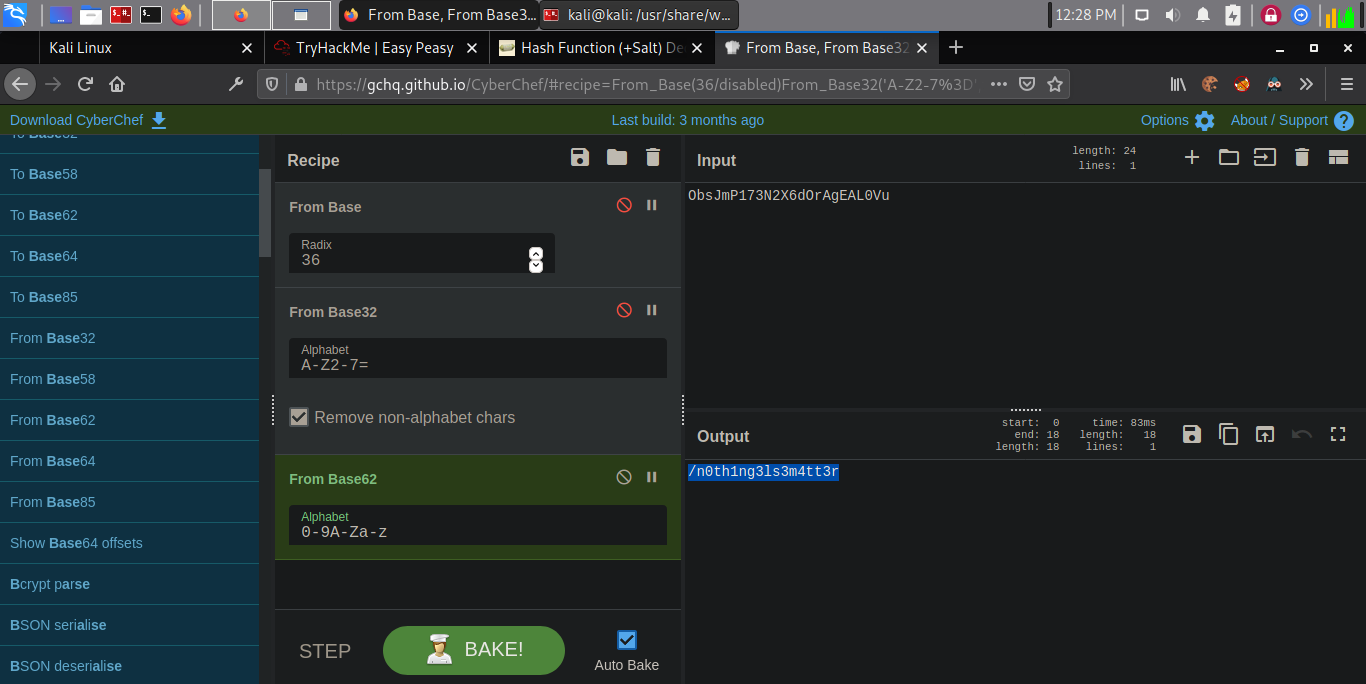 From Base, From Base3...
kali@kali: /usr/share/w...
12:28 PM
Kali Linux
TryHackMe | Easy Peasy
Hash Function (+Salt) De
From Base, From Base32
https://gchq.github.io/CyberChef/#recipe=From_Base(36/disabled)From_Base32('A-Z2-7%3D'
Download CyberChef
Last build: 3 months ago
Options
About / Support
To Base32
To Base58
To Base62
To Base64
To Base85
From Base32
From Base58
From Base62
From Base64
From Base85
Show Base64 offsets
Bcrypt parse
BSON serialise
BSON deserialise
Recipe
From Base
Radix
36
From Base32
Alphabet
A-Z2-7=
Remove non-alphabet chars
From Base62
Alphabet
0-9A-Za-z
STEP
BAKE!
Auto Bake
Input
length: 24
lines: 1
ObsJmP173N2X6dOrAgEAL0Vu
Output
start: 0
end: 18
length: 18
time: 83ms
length: 18
lines: 1
/n0th1ng3ls3m4tt3r